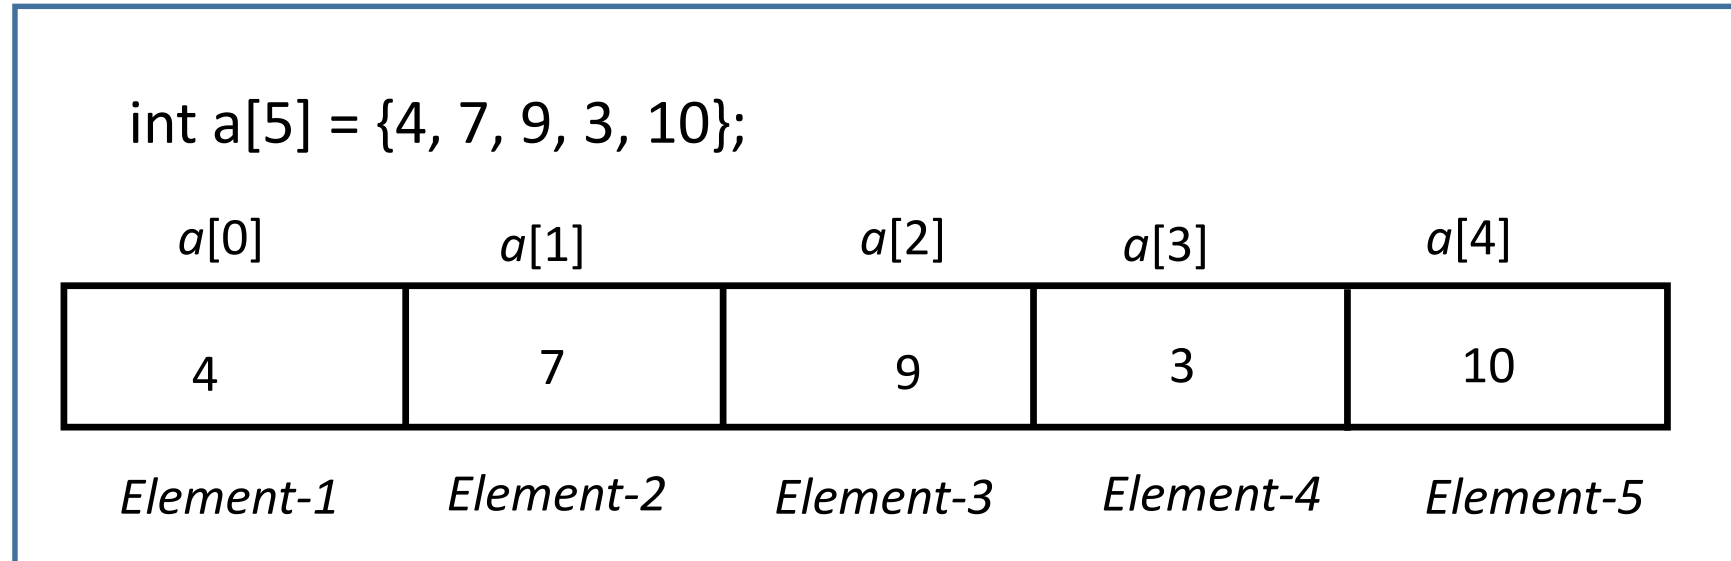 int a[5] = {4, 7, 9, 3, 10};
a[0] a[1] a[2] a[3] a[4]
4 7 9 3 10
Element-1 Element-2 Element-3 Element-4 Element-5